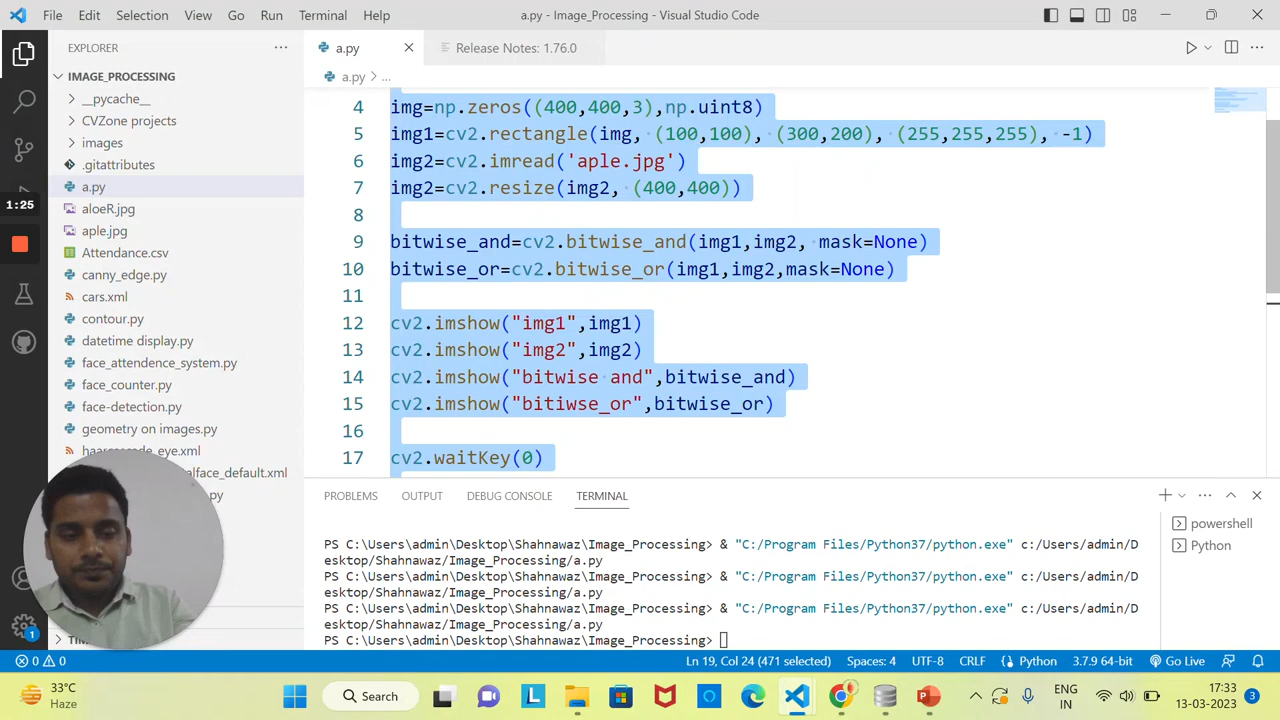 File Edit Selection View Go Run Terminal Help
a.py - Image_Processing - Visual Studio Code
EXPLORER
a.py
Release Notes: 1.76.0
IMAGE_PROCESSING
a.py > ...
__pycache__
CVZone projects
images
.gitattributes
a.py
aloeR.jpg
aple.jpg
Attendance.csv
canny_edge.py
cars.xml
contour.py
datetime display.py
face_attendence_system.py
face_counter.py
face-detection.py
geometry on images.py
haarcascade_eye.xml
alface_default.xml
.py
1:25
4 img=np.zeros((400,400,3),np.uint8)
5 img1=cv2.rectangle(img, (100,100), (300,200), (255,255,255), -1)
6 img2=cv2.imread('aple.jpg')
7 img2=cv2.resize(img2, (400,400))
8
9 bitwise_and=cv2.bitwise_and(img1,img2, mask=None)
10 bitwise_or=cv2.bitwise_or(img1,img2,mask=None)
11
12 cv2.imshow("img1",img1)
13 cv2.imshow("img2",img2)
14 cv2.imshow("bitwise and",bitwise_and)
15 cv2.imshow("bitiwse_or",bitwise_or)
16
17 cv2.waitKey(0)
PROBLEMS OUTPUT DEBUG CONSOLE TERMINAL
PS C:\Users\admin\Desktop\Shahnawaz\Image_Processing> & "C:/Program Files/Python37/python.exe" c:/Users/admin/D
esktop/Shahnawaz/Image_Processing/a.py
PS C:\Users\admin\Desktop\Shahnawaz\Image_Processing> & "C:/Program Files/Python37/python.exe" c:/Users/admin/D
esktop/Shahnawaz/Image_Processing/a.py
PS C:\Users\admin\Desktop\Shahnawaz\Image_Processing> & "C:/Program Files/Python37/python.exe" c:/Users/admin/D
esktop/Shahnawaz/Image_Processing/a.py
PS C:\Users\admin\Desktop\Shahnawaz\Image_Processing>
powershell
Python
1
0 0
Ln 19, Col 24 (471 selected) Spaces: 4 UTF-8 CRLF Python 3.7.9 64-bit Go Live
33°C
Haze
Search
ENG
IN
17:33
13-03-2023
3